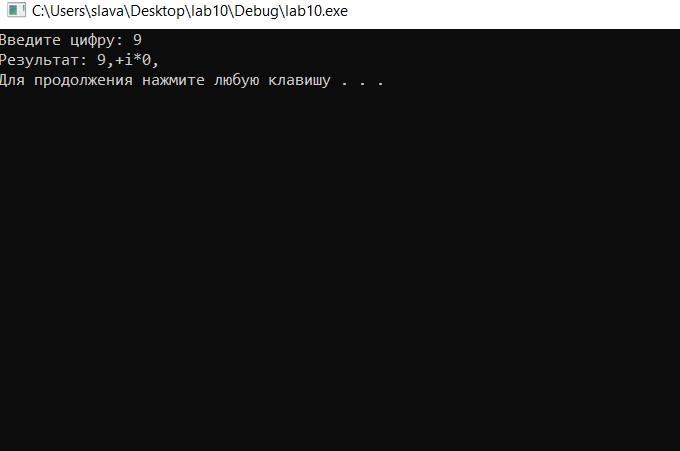 C:\Users\slava\Desktop\lab10\Debug\lab10.exe
Введите цифру: 9
Результат: 9,+i*0,
Для продолжения нажмите любую клавишу . . .